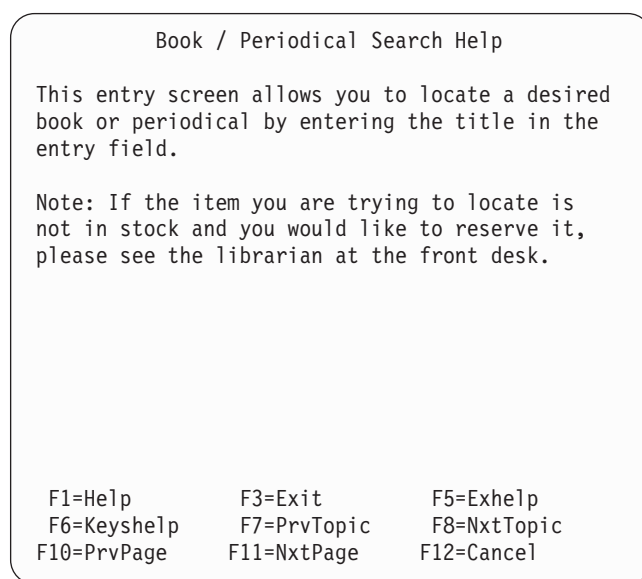 Book / Periodical Search Help
This entry screen allows you to locate a desired
book or periodical by entering the title in the
entry field.
Note: If the item you are trying to locate is
not in stock and you would like to reserve it,
please see the librarian at the front desk.
F1=Help F3=Exit F5=Exhelp
F6=Keyshelp F7=PrvTopic F8=NxtTopic
F10=PrvPage F11=NxtPage F12=Cancel